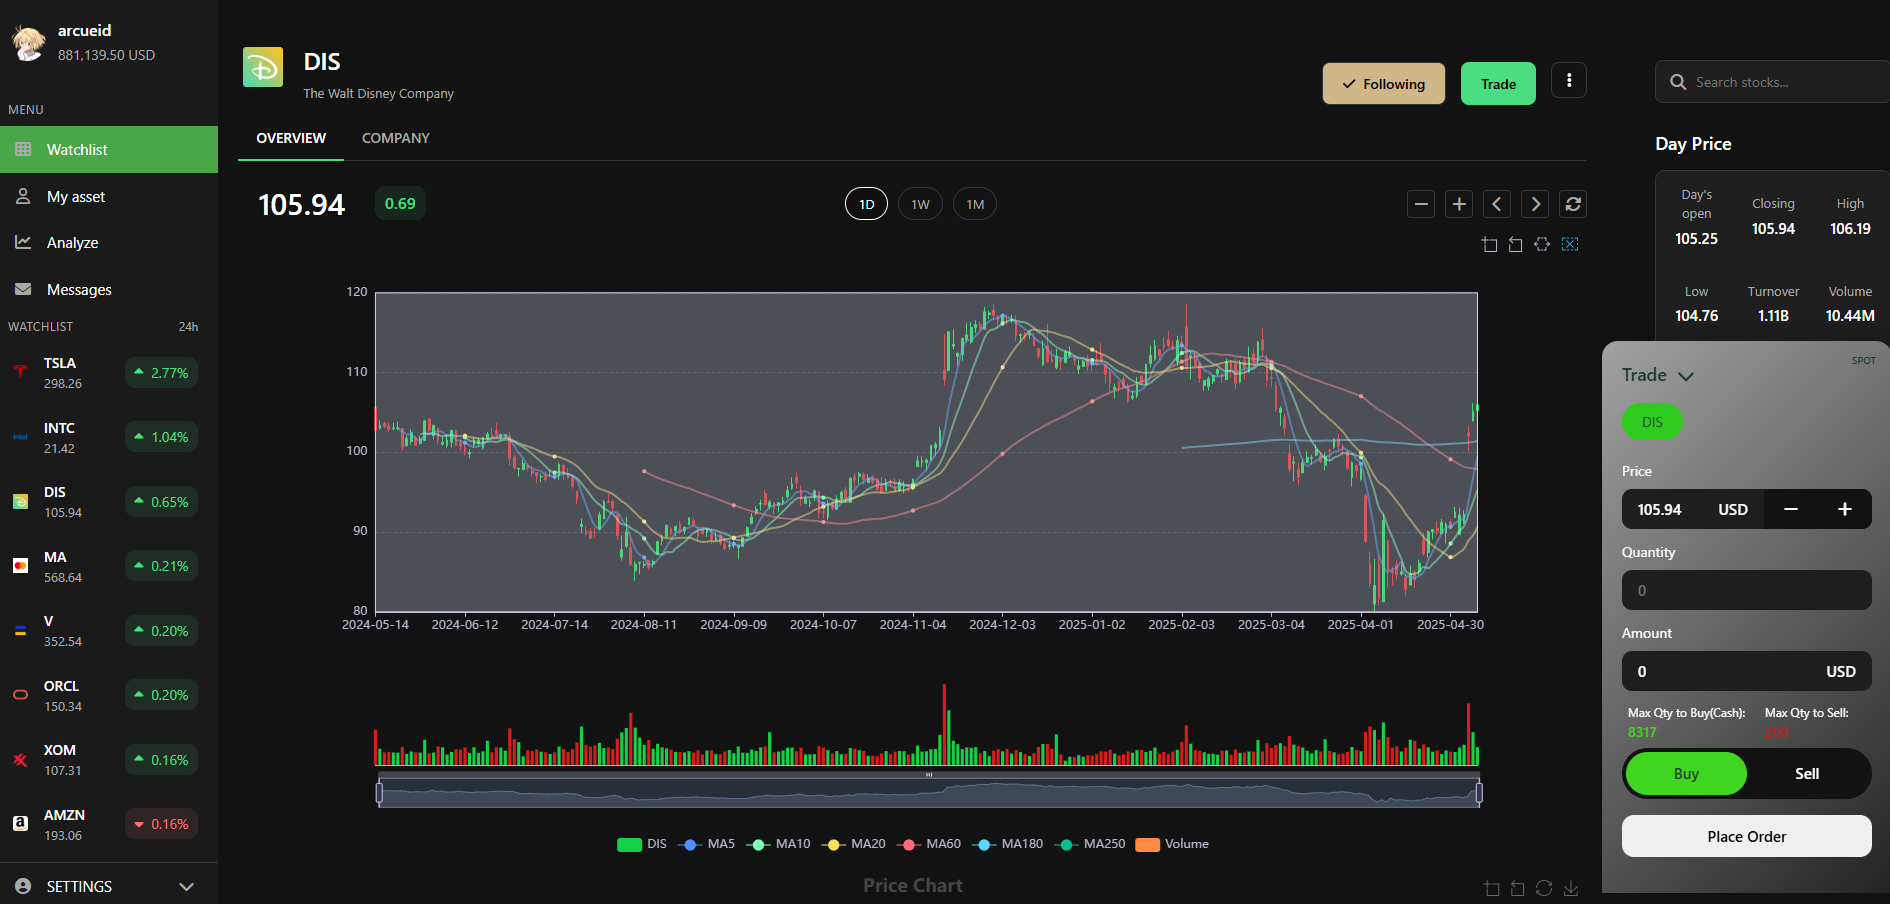 arcueid
881,139.50 USD
MENU
Watchlist
My asset
Analyze
Messages
WATCHLIST 24h
TSLA
298.26
2.77%
INTC
21.42
1.04%
DIS
105.94
0.65%
MA
568.64
0.21%
V
352.54
0.20%
ORCL
150.34
0.20%
XOM
107.31
0.16%
AMZN
193.06
0.16%
SETTINGS
DIS
The Walt Disney Company
Following
Trade
OVERVIEW COMPANY
105.94 0.69
1D 1W 1M
120
110
100
90
80
2024-05-14 2024-06-12 2024-07-14 2024-08-11 2024-09-09 2024-10-07 2024-11-04 2024-12-03 2025-01-02 2025-02-03 2025-03-04 2025-04-01 2025-04-30
DIS MA5 MA10 MA20 MA60 MA180 MA250 Volume
Price Chart
Search stocks...
Day Price
Day's open
105.25
Closing
105.94
High
106.19
Low
104.76
Turnover
1.11B
Volume
10.44M
SPOT
Trade
DIS
Price
105.94 USD
Quantity
0
Amount
0 USD
Max Qty to Buy(Cash): Max Qty to Sell:
8317 200
Buy Sell
Place Order